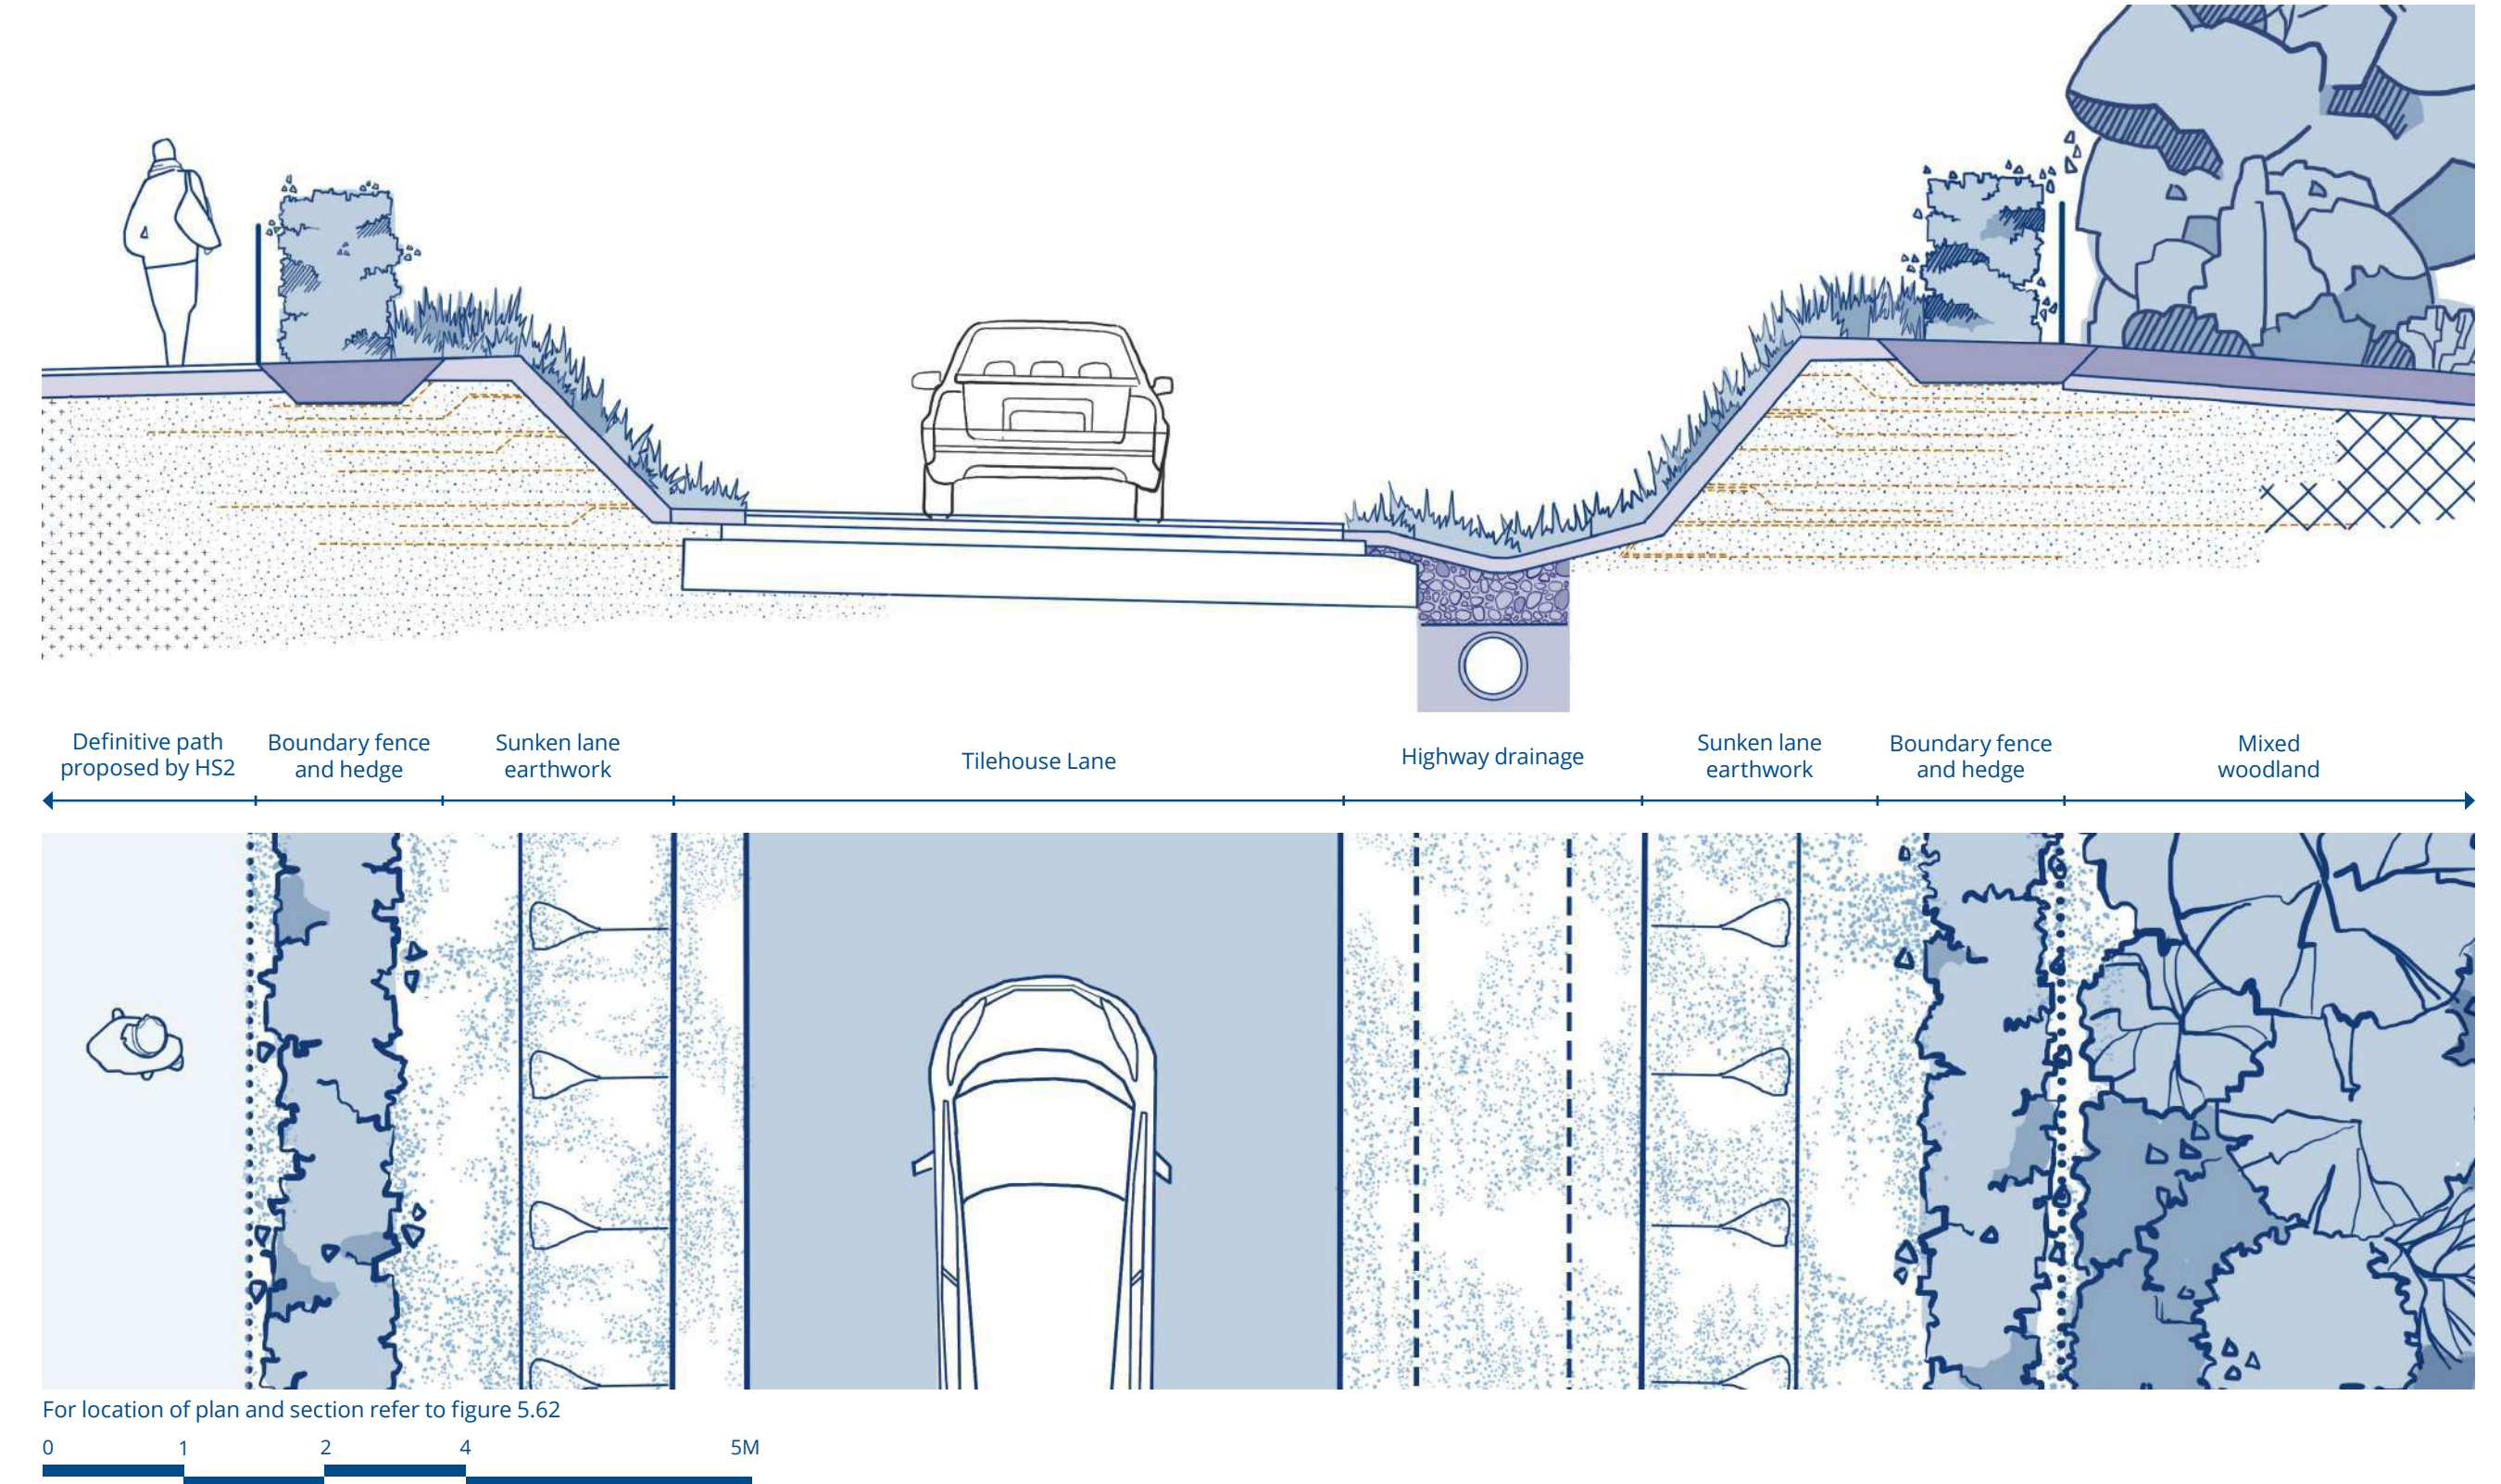 Definitive path
proposed by HS2
Boundary fence
and hedge
Sunken lane
earthwork
Tilehouse Lane
Highway drainage
Sunken lane
earthwork
Boundary fence
and hedge
Mixed
woodland
For location of plan and section refer to figure 5.62
0 1 2 4 5M